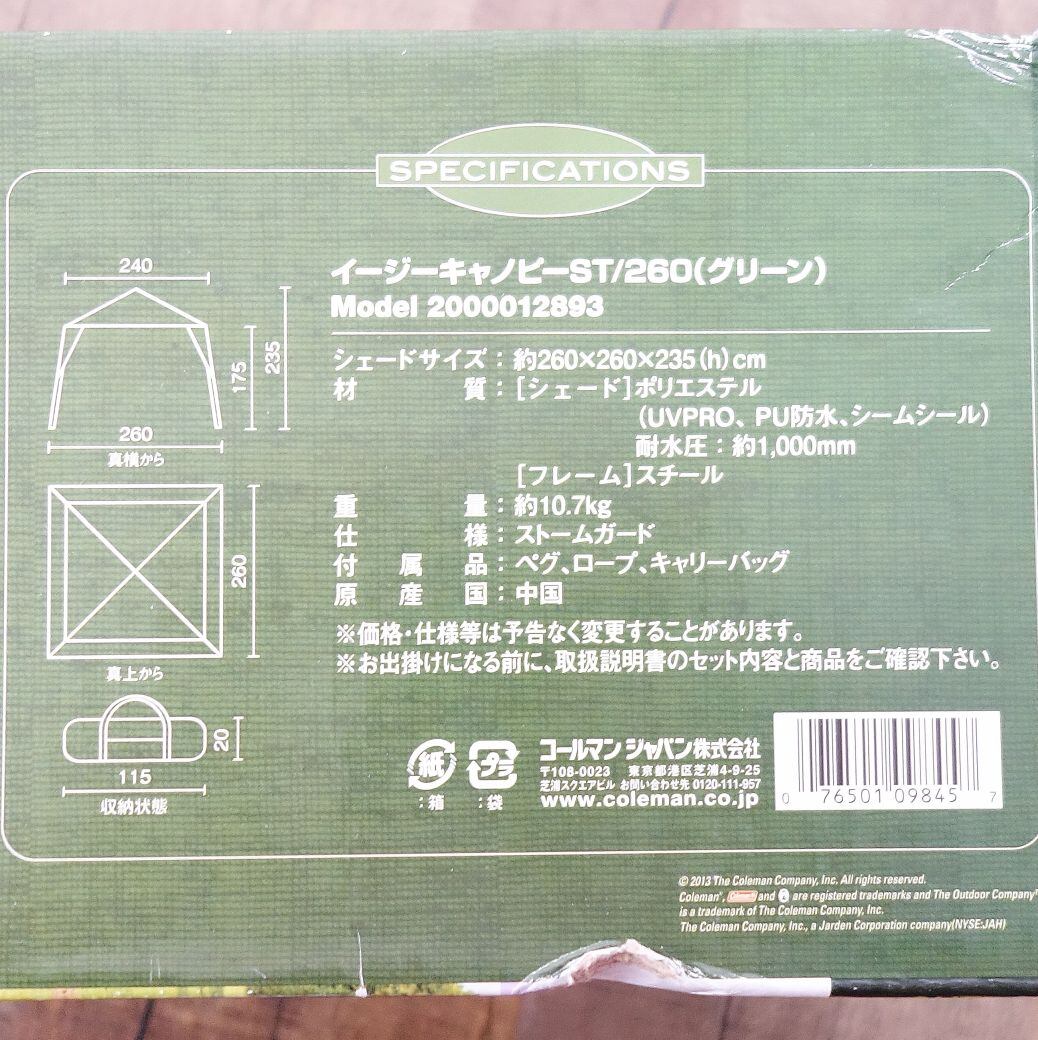 SPECIFICATIONS
イージーキャノピーST/260(グリーン)
Model 2000012893
シェードサイズ：約260×260×235(h)cm
材質：[シェード]ポリエステル
(UVPRO、PU防水、シームシール)
耐水圧：約1,000mm
[フレーム]スチール
重量：約10.7kg
仕様：ストームガード
付属品：ペグ、ロープ、キャリーバッグ
原産国：中国
※価格・仕様等は予告なく変更することがあります。
※お出掛けになる前に、取扱説明書のセット内容と商品をご確認下さい。
240
175
235
260
真横から
260
真上から
20
115
収納状態
紙
：箱
プラ
：袋
コールマン ジャパン株式会社
〒108-0023 東京都港区芝浦4-9-25
芝浦スクエアビル お問い合わせ先 0120-111-957
www.coleman.co.jp
0 76501 09845 7
© 2013 The Coleman Company, Inc. All rights reserved.
Coleman®, Coleman and are registered trademarks and The Outdoor Company
is a trademark of The Coleman Company, Inc.
The Coleman Company, Inc., a Jarden Corporation company(NYSE:JAH)